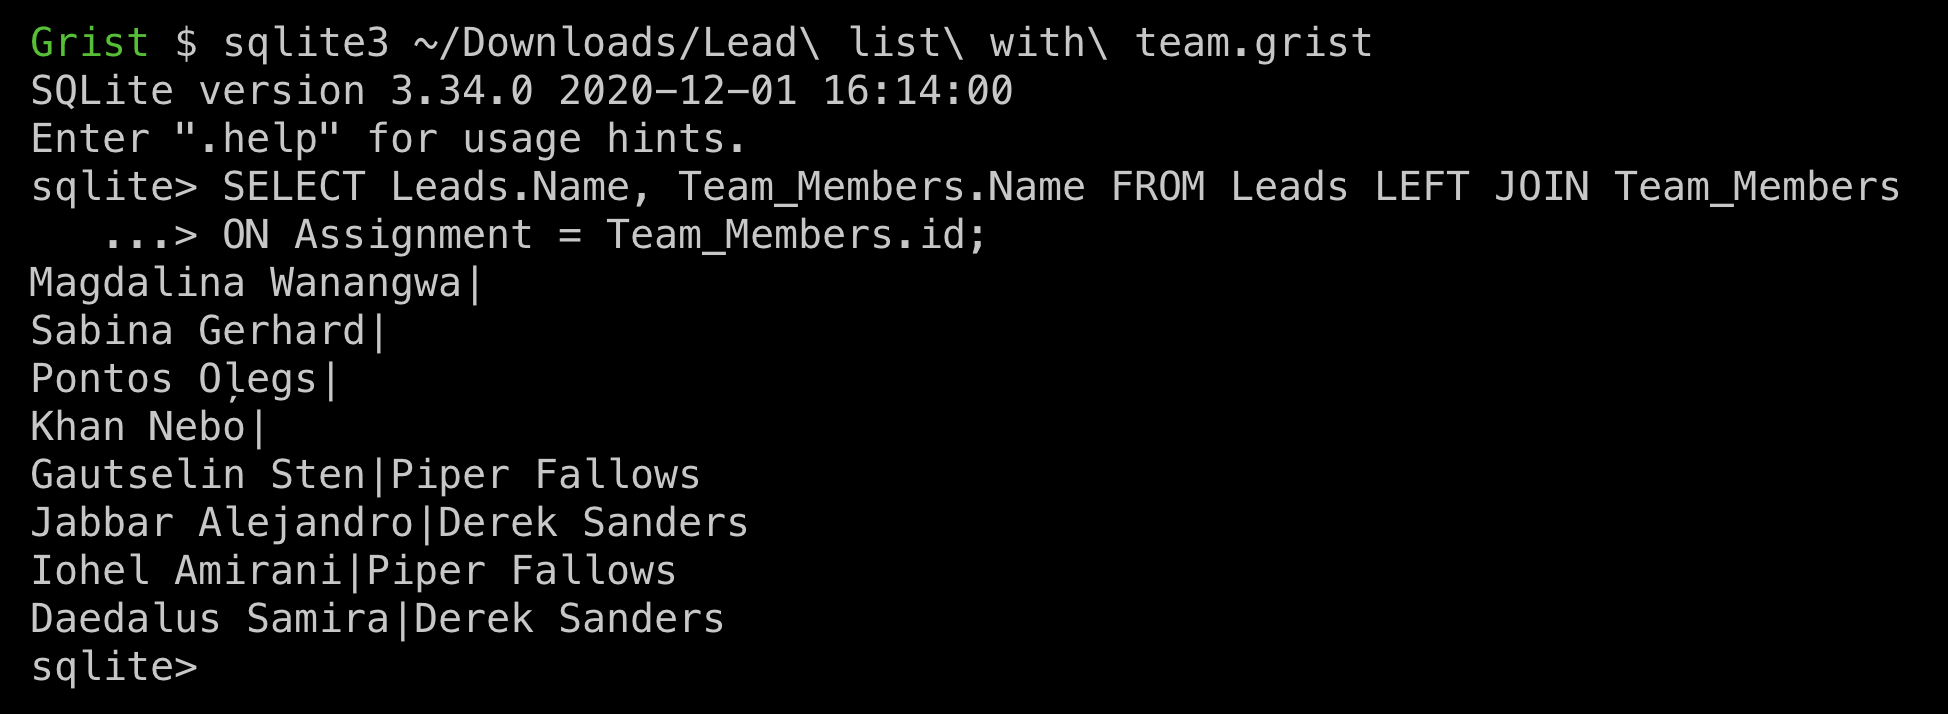 Grist $ sqlite3 ~/Downloads/Lead\ list\ with\ team.grist
SQLite version 3.34.0 2020-12-01 16:14:00
Enter ".help" for usage hints.
sqlite> SELECT Leads.Name, Team_Members.Name FROM Leads LEFT JOIN Team_Members
   ...> ON Assignment = Team_Members.id;
Magdalina Wanangwa|
Sabina Gerhard|
Pontos Oļegs|
Khan Nebo|
Gautselin Sten|Piper Fallows
Jabbar Alejandro|Derek Sanders
Iohel Amirani|Piper Fallows
Daedalus Samira|Derek Sanders
sqlite>